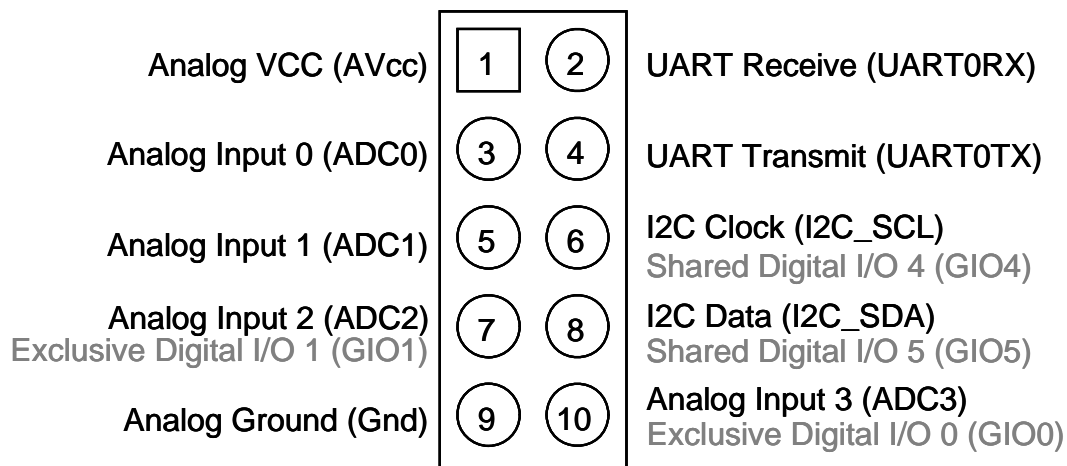 Analog VCC (AVcc) 1 2 UART Receive (UART0RX)
Analog Input 0 (ADC0) 3 4 UART Transmit (UART0TX)
Analog Input 1 (ADC1) 5 6 I2C Clock (I2C_SCL)
Shared Digital I/O 4 (GIO4)
Analog Input 2 (ADC2) 7 8 I2C Data (I2C_SDA)
Exclusive Digital I/O 1 (GIO1) Shared Digital I/O 5 (GIO5)
Analog Ground (Gnd) 9 10 Analog Input 3 (ADC3)
Exclusive Digital I/O 0 (GIO0)